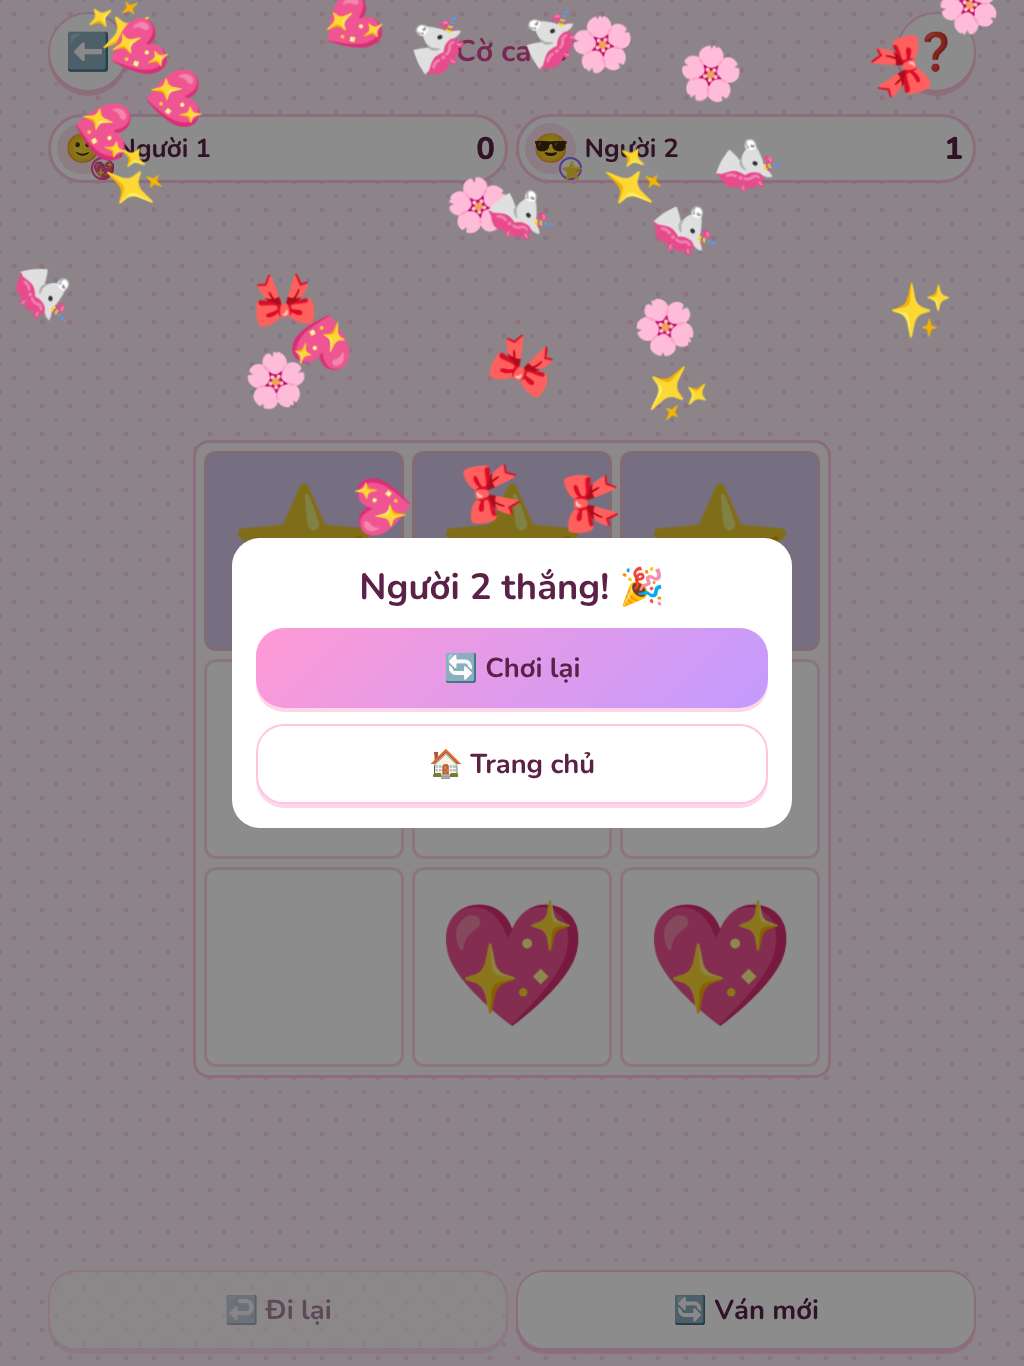 Cờ ca
Người 1
0
Người 2
1
Người 2 thắng!
Chơi lại
Trang chủ
Đi lại
Ván mới